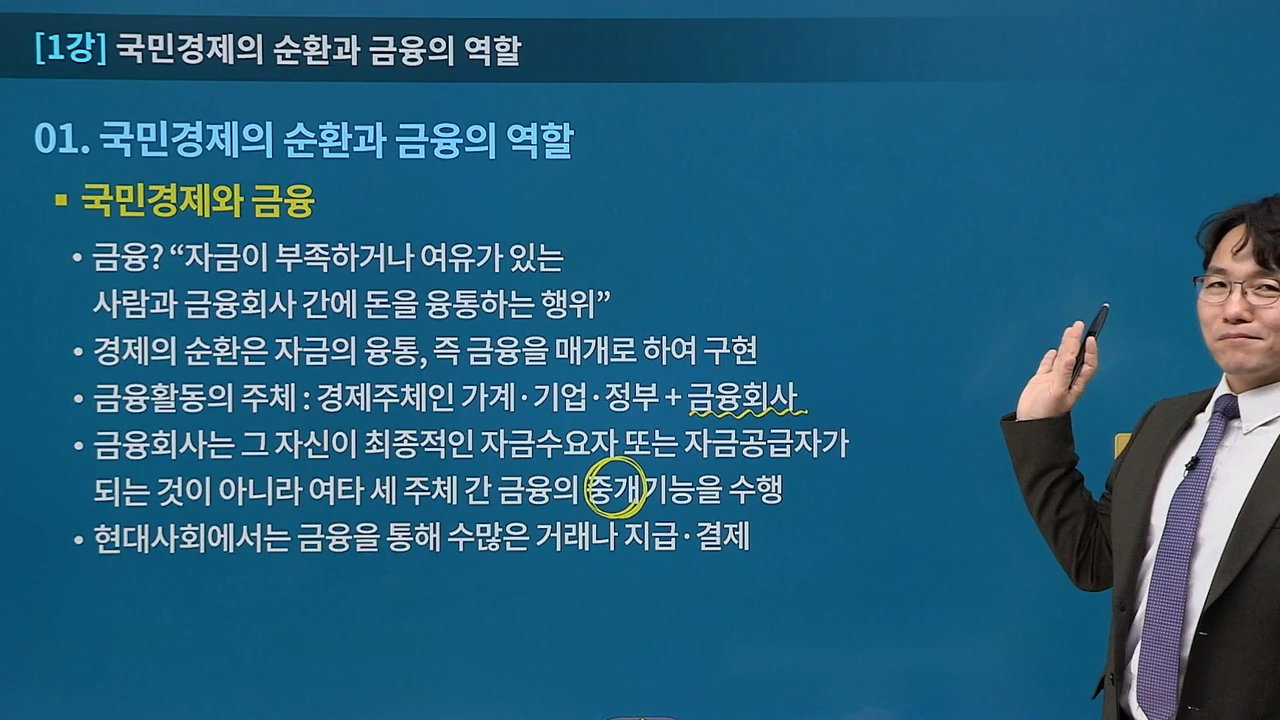 [1강] 국민경제의 순환과 금융의 역할
01. 국민경제의 순환과 금융의 역할
▪ 국민경제와 금융
• 금융? “자금이 부족하거나 여유가 있는
사람과 금융회사 간에 돈을 융통하는 행위”
• 경제의 순환은 자금의 융통, 즉 금융을 매개로 하여 구현
• 금융활동의 주체 : 경제주체인 가계·기업·정부 + 금융회사
• 금융회사는 그 자신이 최종적인 자금수요자 또는 자금공급자가
되는 것이 아니라 여타 세 주체 간 금융의 중개기능을 수행
• 현대사회에서는 금융을 통해 수많은 거래나 지급·결제